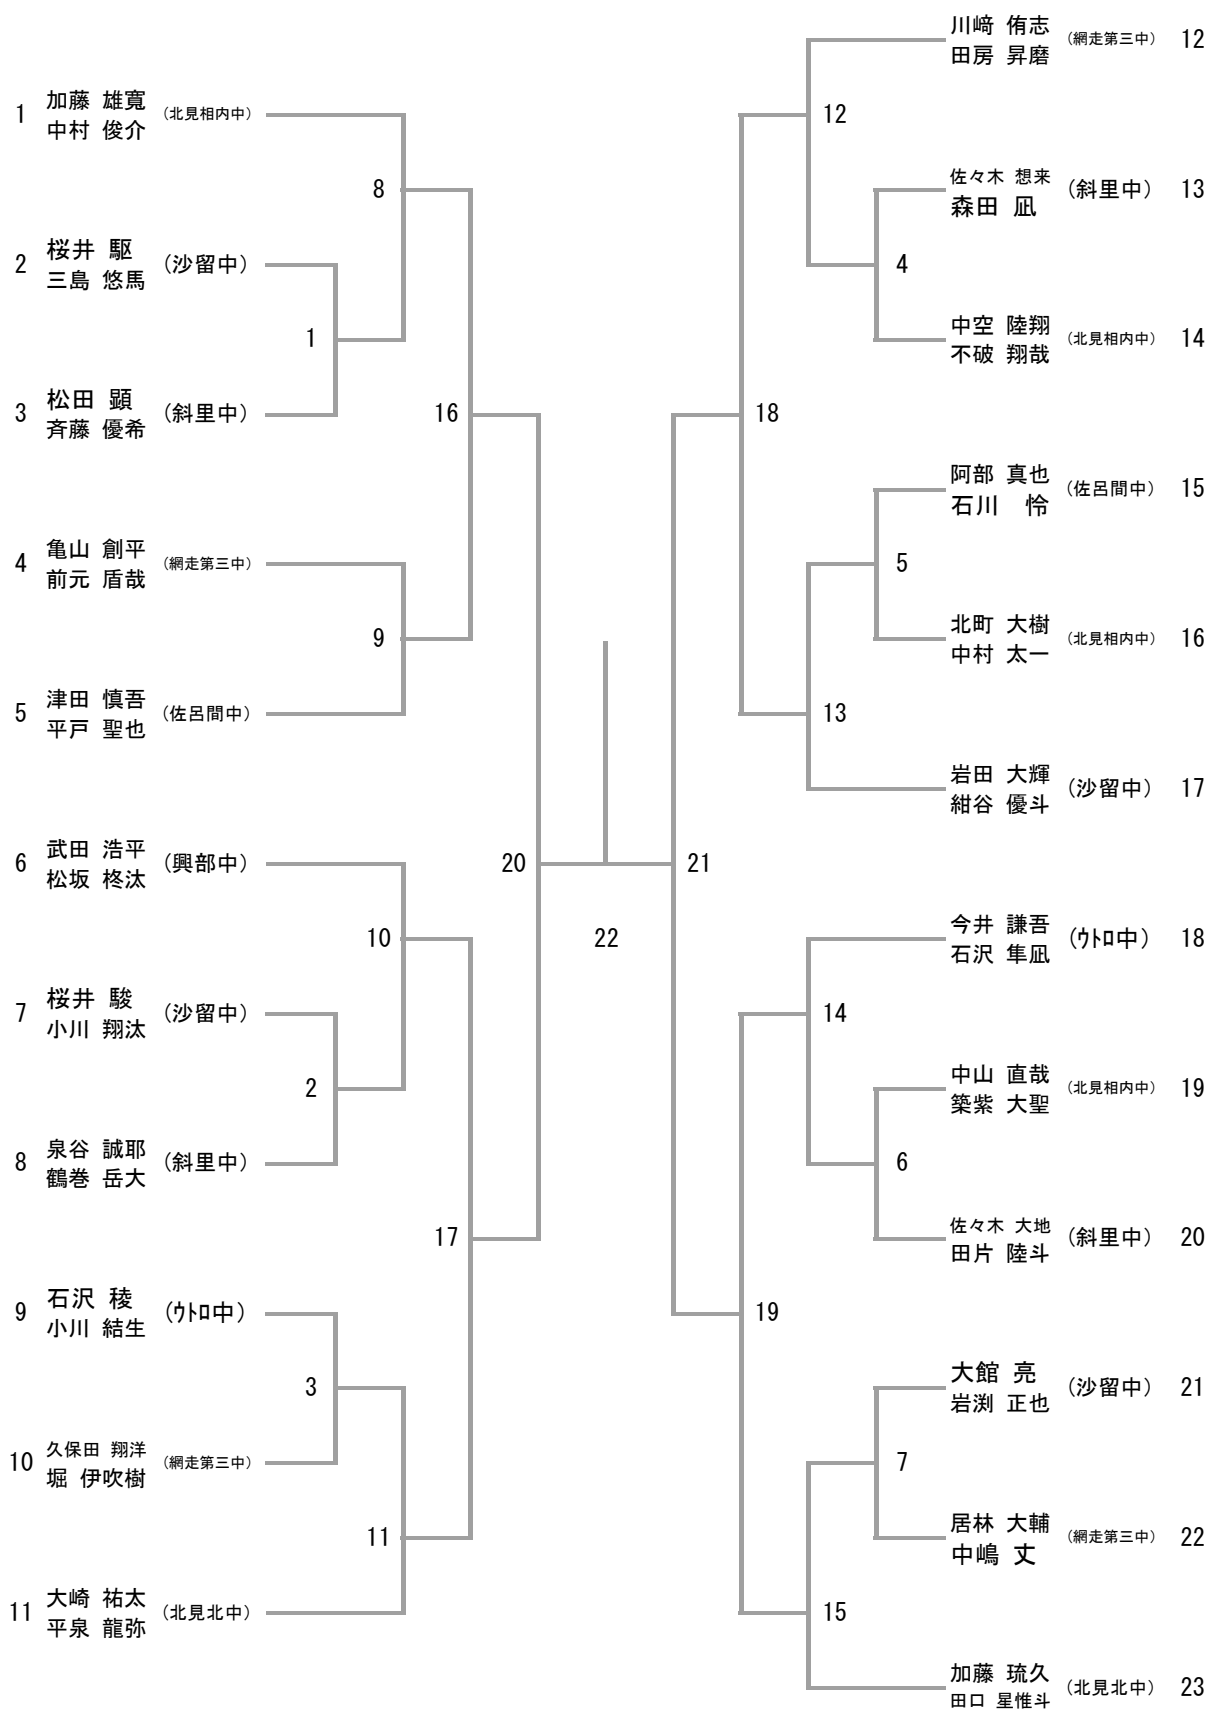 1 加藤 雄寛 (北見相内中)
中村 俊介
8
2 桜井 駆 (沙留中)
三島 悠馬
1
3 松田 顕 (斜里中)
斉藤 優希
16
4 亀山 創平 (網走第三中)
前元 盾哉
9
5 津田 慎吾 (佐呂間中)
平戸 聖也
6 武田 浩平 (興部中)
松坂 柊汰
20
10
7 桜井 駿 (沙留中)
小川 翔汰
2
8 泉谷 誠耶 (斜里中)
鶴巻 岳大
17
9 石沢 稜 (ウトロ中)
小川 結生
3
10 久保田 翔洋 (網走第三中)
堀 伊吹樹
11
11 大崎 祐太 (北見北中)
平泉 龍弥
22
川﨑 侑志 (網走第三中) 12
田房 昇磨
12
佐々木 想来 (斜里中) 13
森田 凪
4
中空 陸翔 (北見相内中) 14
不破 翔哉
18
阿部 真也 (佐呂間中) 15
石川 怜
5
北町 大樹 (北見相内中) 16
中村 太一
13
岩田 大輝 (沙留中) 17
紺谷 優斗
21
今井 謙吾 (ウトロ中) 18
石沢 隼凪
14
中山 直哉 (北見相内中) 19
築紫 大聖
6
佐々木 大地 (斜里中) 20
田片 陸斗
19
大館 亮 (沙留中) 21
岩渕 正也
7
居林 大輔 (網走第三中) 22
中嶋 丈
15
加藤 琉久 (北見北中) 23
田口 星惟斗